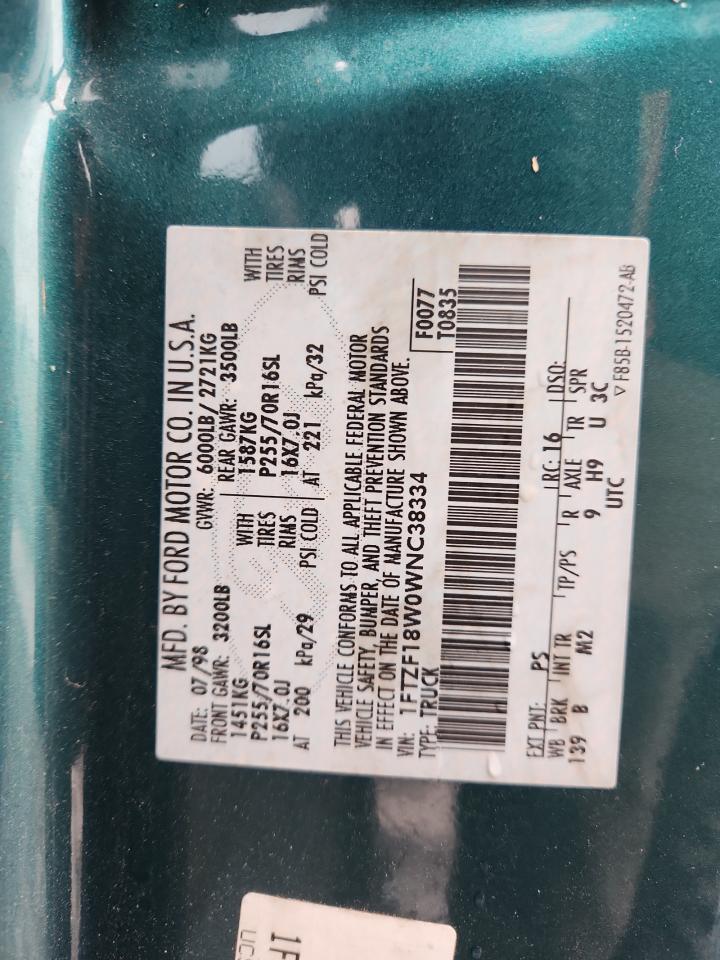 MFD. BY FORD MOTOR CO. IN U.S.A.
DATE: 07/98 GVWR: 6000LB/2721KG
FRONT GAWR: 3200LB REAR GAWR: 3500LB
1451KG WITH 1587KG WITH
P255/70R16SL TIRES P255/70R16SL TIRES
16X7.0J RIMS 16X7.0J RIMS
AT 200 kPa/29 PSI COLD AT 221 kPa/32 PSI COLD
THIS VEHICLE CONFORMS TO ALL APPLICABLE FEDERAL MOTOR
VEHICLE SAFETY, BUMPER, AND THEFT PREVENTION STANDARDS
IN EFFECT ON THE DATE OF MANUFACTURE SHOWN ABOVE.
VIN: 1FTZF18W0WNC38334 F0077
TYPE: TRUCK T0835
EXT PNT: PS RC: 16 DSO:
WB BRK INT TR TP/PS R AXLE TR SPR
139 B M2 9 H9 U 3C
UTC ▽ F85B-1520472-AB
1F